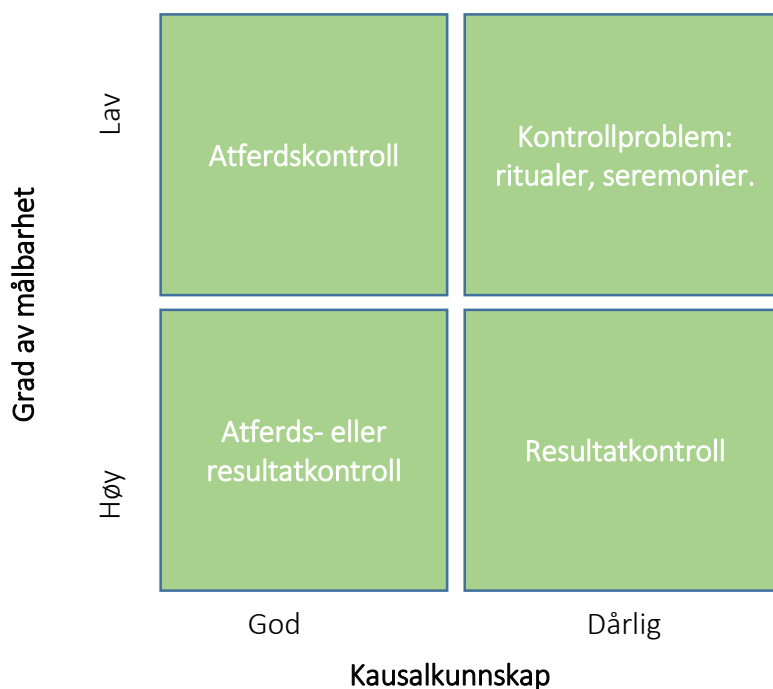 Grad av målbarhet
Lav
Atferdskontroll
Kontrollproblem:
ritualer, seremonier.
Høy
Atferds- eller
resultatkontroll
Resultatkontroll
God
Dårlig
Kausalkunnskap